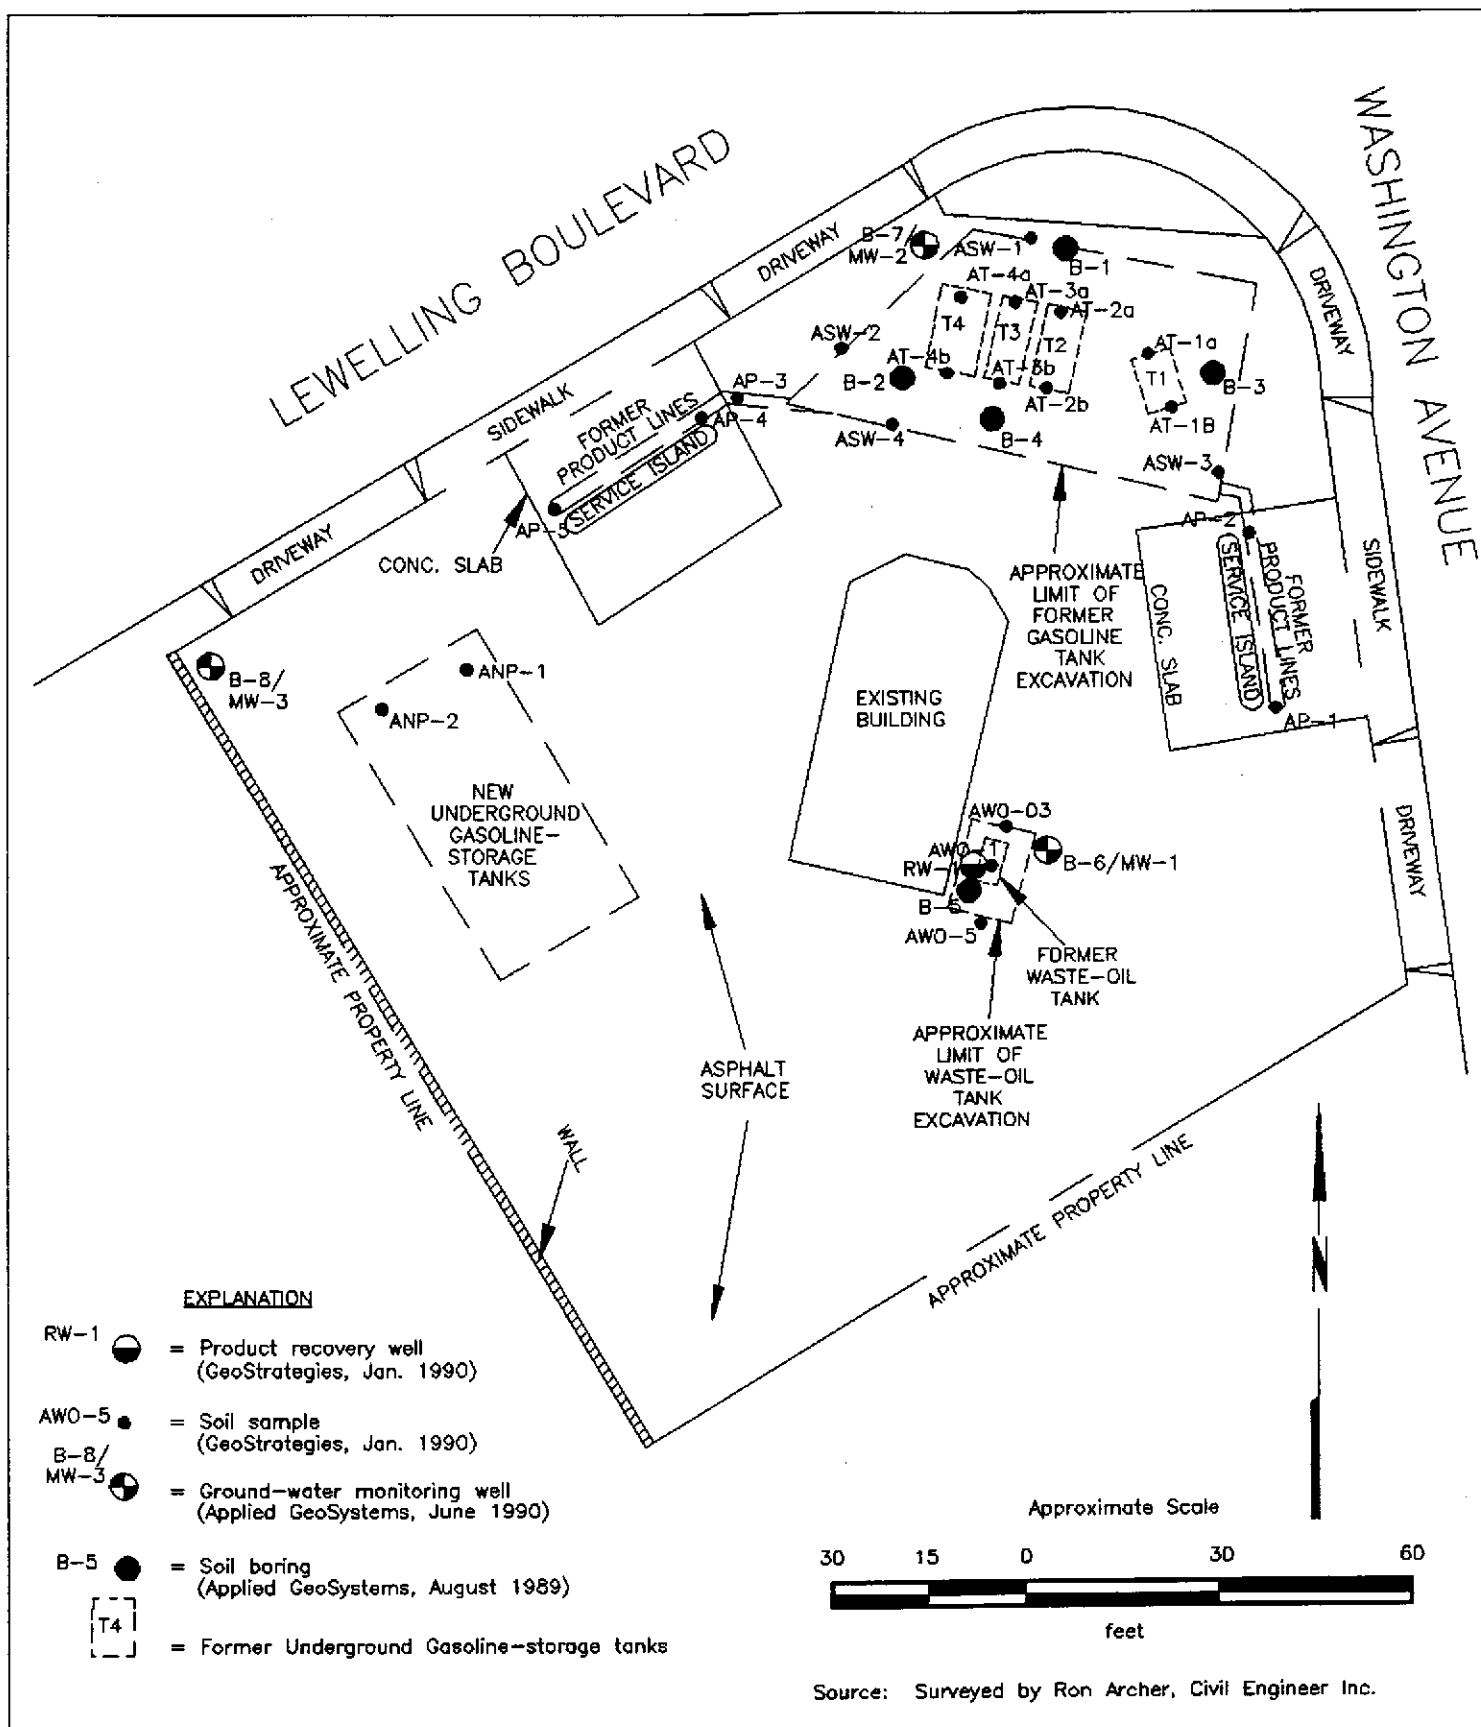 LEWELLING BOULEVARD
WASHINGTON AVENUE
DRIVEWAY
SIDEWALK
DRIVEWAY
DRIVEWAY
SIDEWALK
DRIVEWAY
B-7/
MW-2
ASW-1
B-1
AT-4a
AT-3a
AT-2a
T4
T3
T2
AT-1a
T1
ASW-2
AT-4b
AT-3b
B-2
AT-2b
B-3
AT-1B
AP-3
AP-4
ASW-4
B-4
ASW-3
FORMER
PRODUCT LINES
SERVICE ISLAND
AP-5
CONC. SLAB
AP-2
FORMER
PRODUCT LINES
SERVICE ISLAND
CONC. SLAB
AP-1
APPROXIMATE
LIMIT OF
FORMER
GASOLINE
TANK
EXCAVATION
B-8/
MW-3
ANP-1
ANP-2
NEW
UNDERGROUND
GASOLINE-
STORAGE
TANKS
EXISTING
BUILDING
AWO-03
T
RW-1
B-6/MW-1
B-5
AWO-5
FORMER
WASTE-OIL
TANK
APPROXIMATE
LIMIT OF
WASTE-OIL
TANK
EXCAVATION
ASPHALT
SURFACE
APPROXIMATE PROPERTY LINE
WALL
APPROXIMATE PROPERTY LINE
N
EXPLANATION
RW-1 = Product recovery well
(GeoStrategies, Jan. 1990)
AWO-5 = Soil sample
(GeoStrategies, Jan. 1990)
B-8/
MW-3 = Ground-water monitoring well
(Applied GeoSystems, June 1990)
B-5 = Soil boring
(Applied GeoSystems, August 1989)
T4 = Former Underground Gasoline-storage tanks
Approximate Scale
30 15 0 30 60
feet
Source: Surveyed by Ron Archer, Civil Engineer Inc.